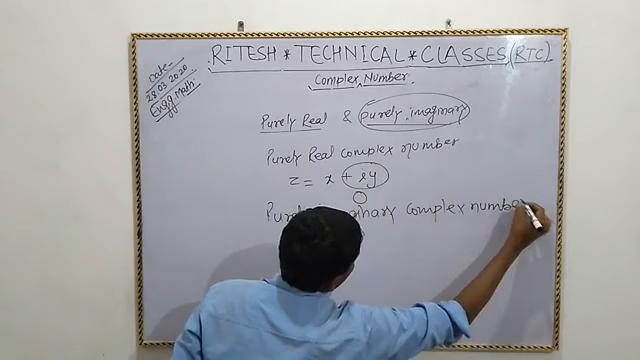 RITESH * TECHNICAL * CLASSES (RTC)
Date-
28.03.2020
Engg. Math
Complex Number
Purely Real & purely imaginary
Purely Real complex number
z = x + iy
0
complex number